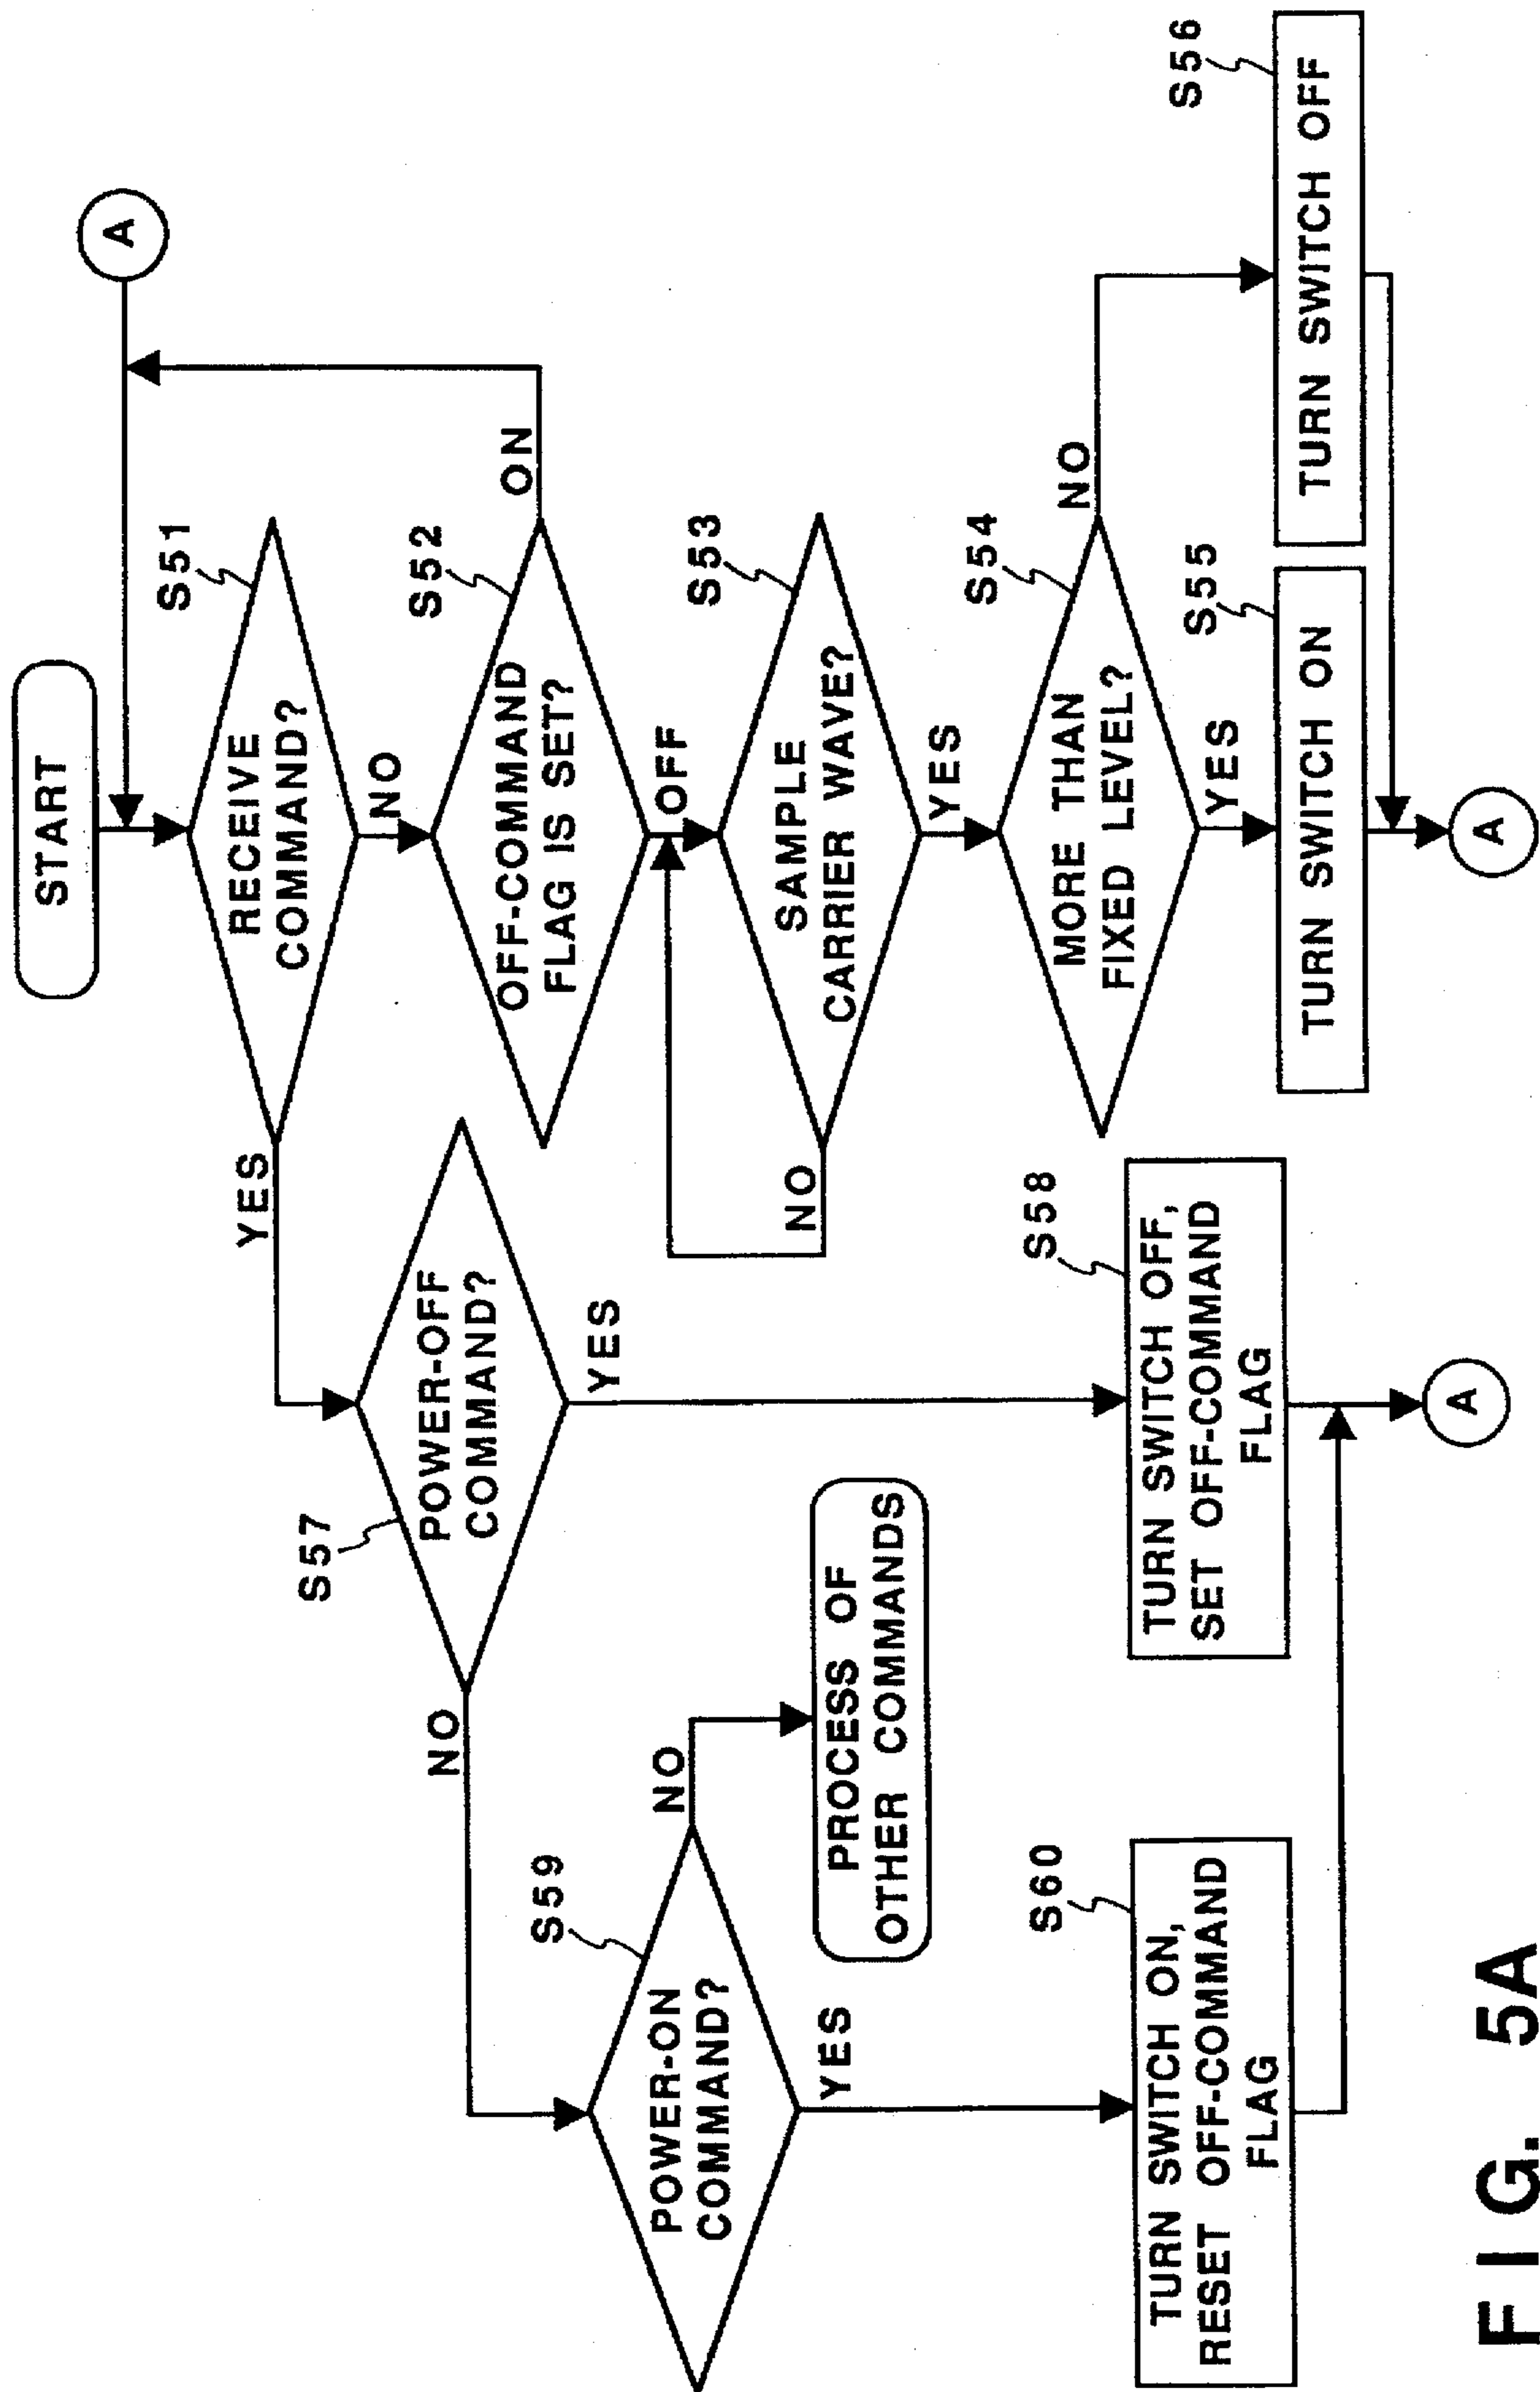 START
A
S51
RECEIVE
COMMAND?
YES
NO
S52
OFF-COMMAND
FLAG IS SET?
ON
OFF
S53
SAMPLE
CARRIER WAVE?
NO
YES
S54
MORE THAN
FIXED LEVEL?
NO
YES
S55
TURN SWITCH ON
S56
TURN SWITCH OFF
A
S57
POWER-OFF
COMMAND?
NO
YES
S58
TURN SWITCH OFF,
SET OFF-COMMAND
FLAG
A
S59
POWER-ON
COMMAND?
NO
YES
PROCESS OF
OTHER COMMANDS
S60
TURN SWITCH ON,
RESET OFF-COMMAND
FLAG
FIG. 5A